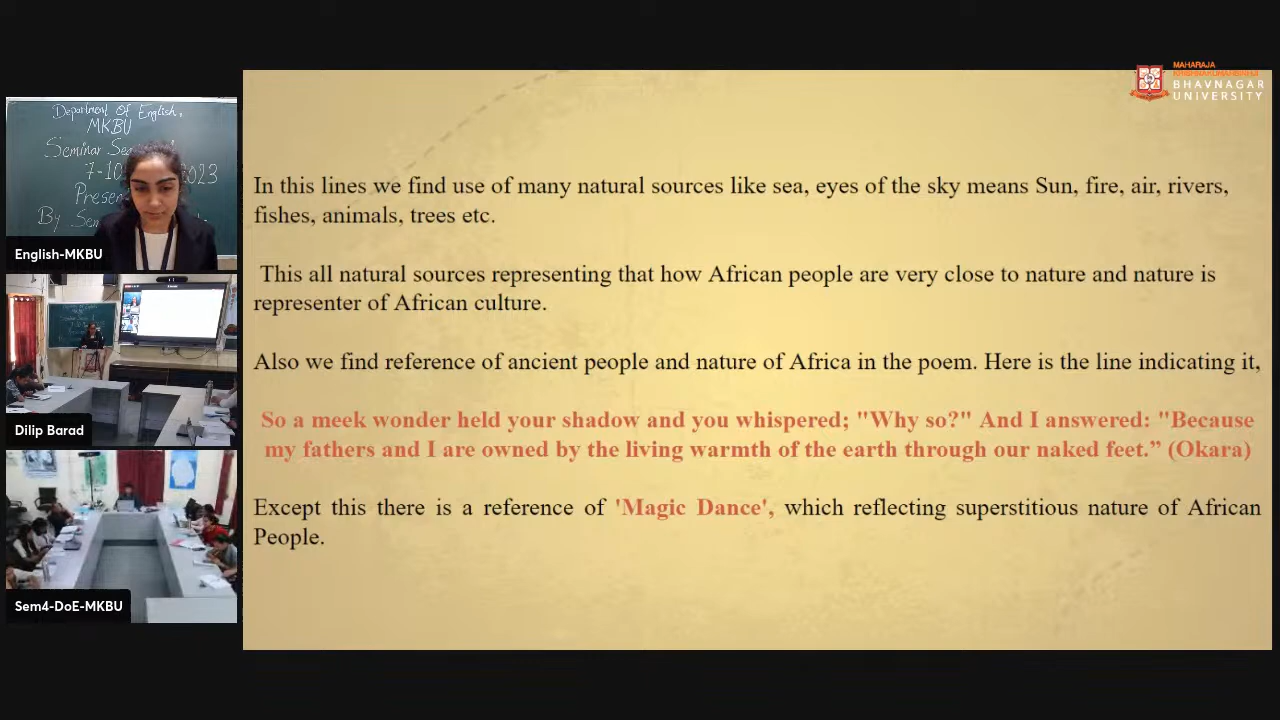 MAHARAJA
KRISHNAKUMARSINHJI
BHAVNAGAR
UNIVERSITY
Department Of English,
MKBU
Seminar
7-10
2023
By
English-MKBU
Dilip Barad
Sem4-DoE-MKBU
In this lines we find use of many natural sources like sea, eyes of the sky means Sun, fire, air, rivers,
fishes, animals, trees etc.
This all natural sources representing that how African people are very close to nature and nature is
representer of African culture.
Also we find reference of ancient people and nature of Africa in the poem. Here is the line indicating it,
So a meek wonder held your shadow and you whispered; "Why so?" And I answered: "Because
my fathers and I are owned by the living warmth of the earth through our naked feet.” (Okara)
Except this there is a reference of 'Magic Dance', which reflecting superstitious nature of African
People.